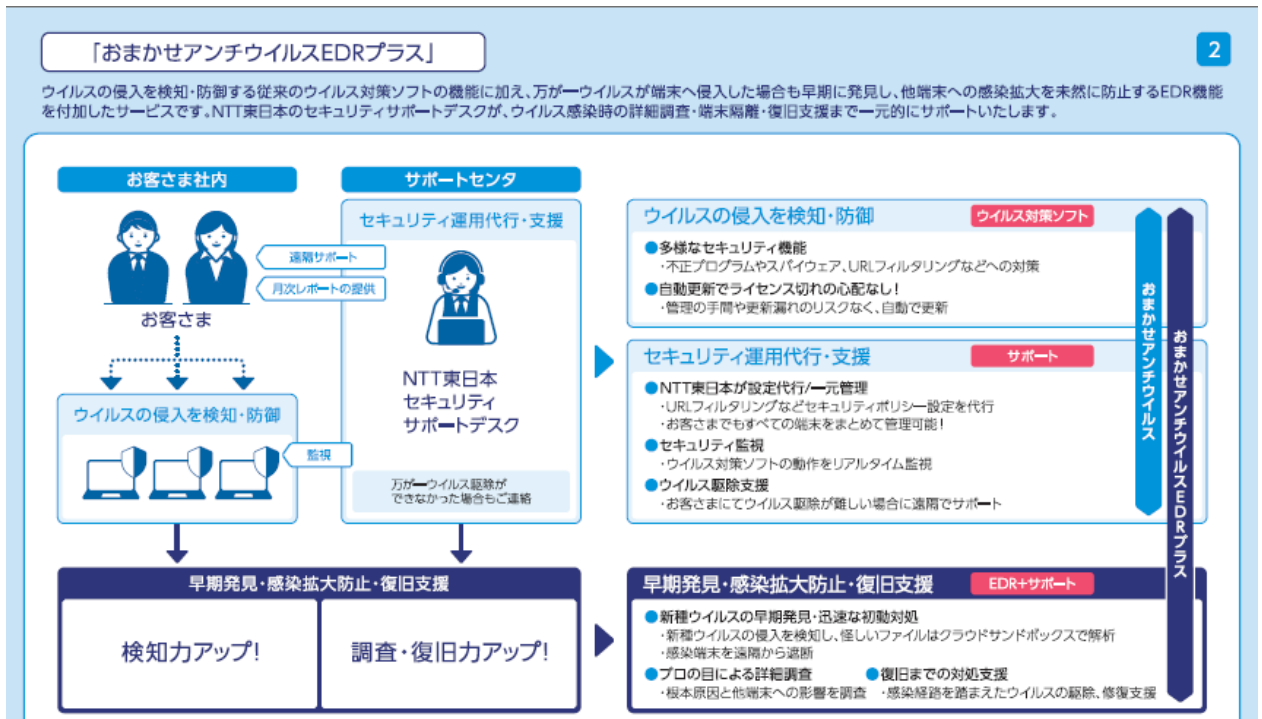 「おまかせアンチウイルスEDRプラス」
2
ウイルスの侵入を検知・防御する従来のウイルス対策ソフトの機能に加え、万が一ウイルスが端末へ侵入した場合も早期に発見し、他端末への感染拡大を未然に防止するEDR機能
を付加したサービスです。NTT東日本のセキュリティサポートデスクが、ウイルス感染時の詳細調査・端末隔離・復旧支援まで一元的にサポートいたします。
お客さま社内
お客さま
ウイルスの侵入を検知・防御
サポートセンタ
セキュリティ運用代行・支援
遠隔サポート
月次レポートの提供
NTT東日本
セキュリティ
サポートデスク
監視
万が一ウイルス駆除が
できなかった場合もご連絡
ウイルスの侵入を検知・防御
ウイルス対策ソフト
●多様なセキュリティ機能
・不正プログラムやスパイウェア、URLフィルタリングなどへの対策
●自動更新でライセンス切れの心配なし!
・管理の手間や更新漏れのリスクなく、自動で更新
セキュリティ運用代行・支援
サポート
●NTT東日本が設定代行/一元管理
・URLフィルタリングなどセキュリティポリシー設定を代行
・お客さまでもすべての端末をまとめて管理可能!
●セキュリティ監視
・ウイルス対策ソフトの動作をリアルタイム監視
●ウイルス駆除支援
・お客さまにてウイルス駆除が難しい場合に遠隔でサポート
おまかせアンチウイルス
おまかせアンチウイルスEDRプラス
早期発見・感染拡大防止・復旧支援
検知力アップ!
調査・復旧力アップ!
早期発見・感染拡大防止・復旧支援
EDR+サポート
●新種ウイルスの早期発見・迅速な初動対処
・新種ウイルスの侵入を検知し、怪しいファイルはクラウドサンドボックスで解析
・感染端末を遠隔から遮断
●プロの目による詳細調査
・根本原因と他端末への影響を調査
●復旧までの対処支援
・感染経路を踏まえたウイルスの駆除、修復支援